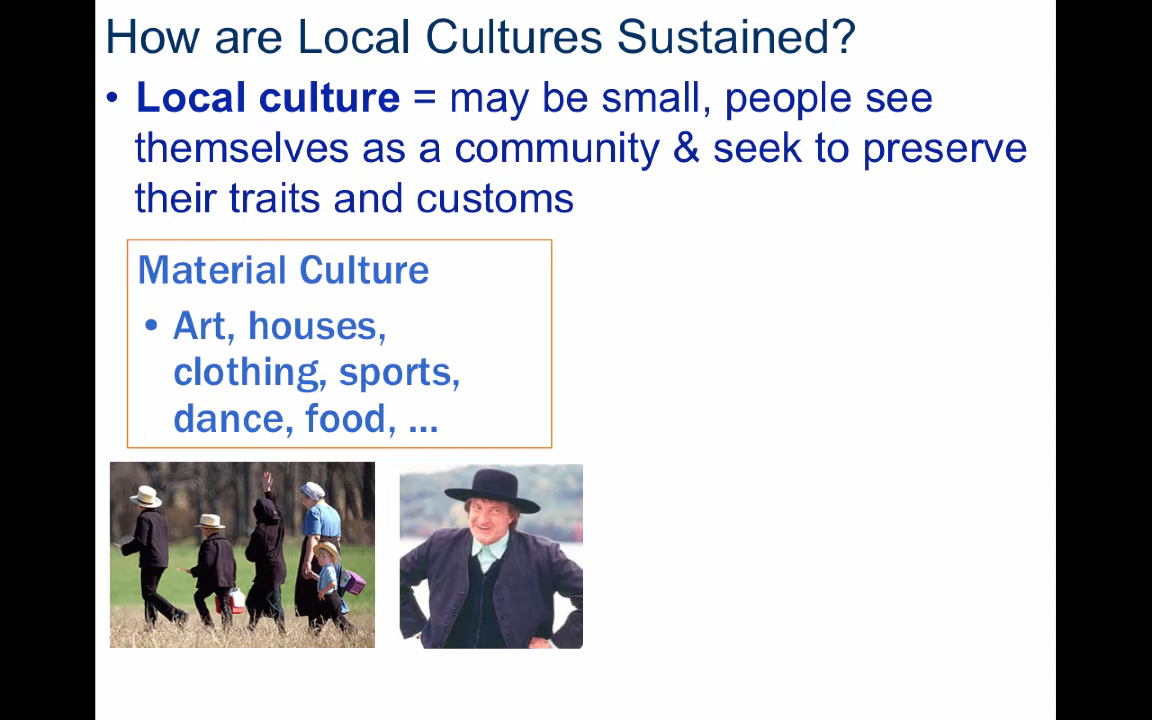 How are Local Cultures Sustained?
• Local culture = may be small, people see
themselves as a community & seek to preserve
their traits and customs
Material Culture
• Art, houses,
clothing, sports,
dance, food, ...